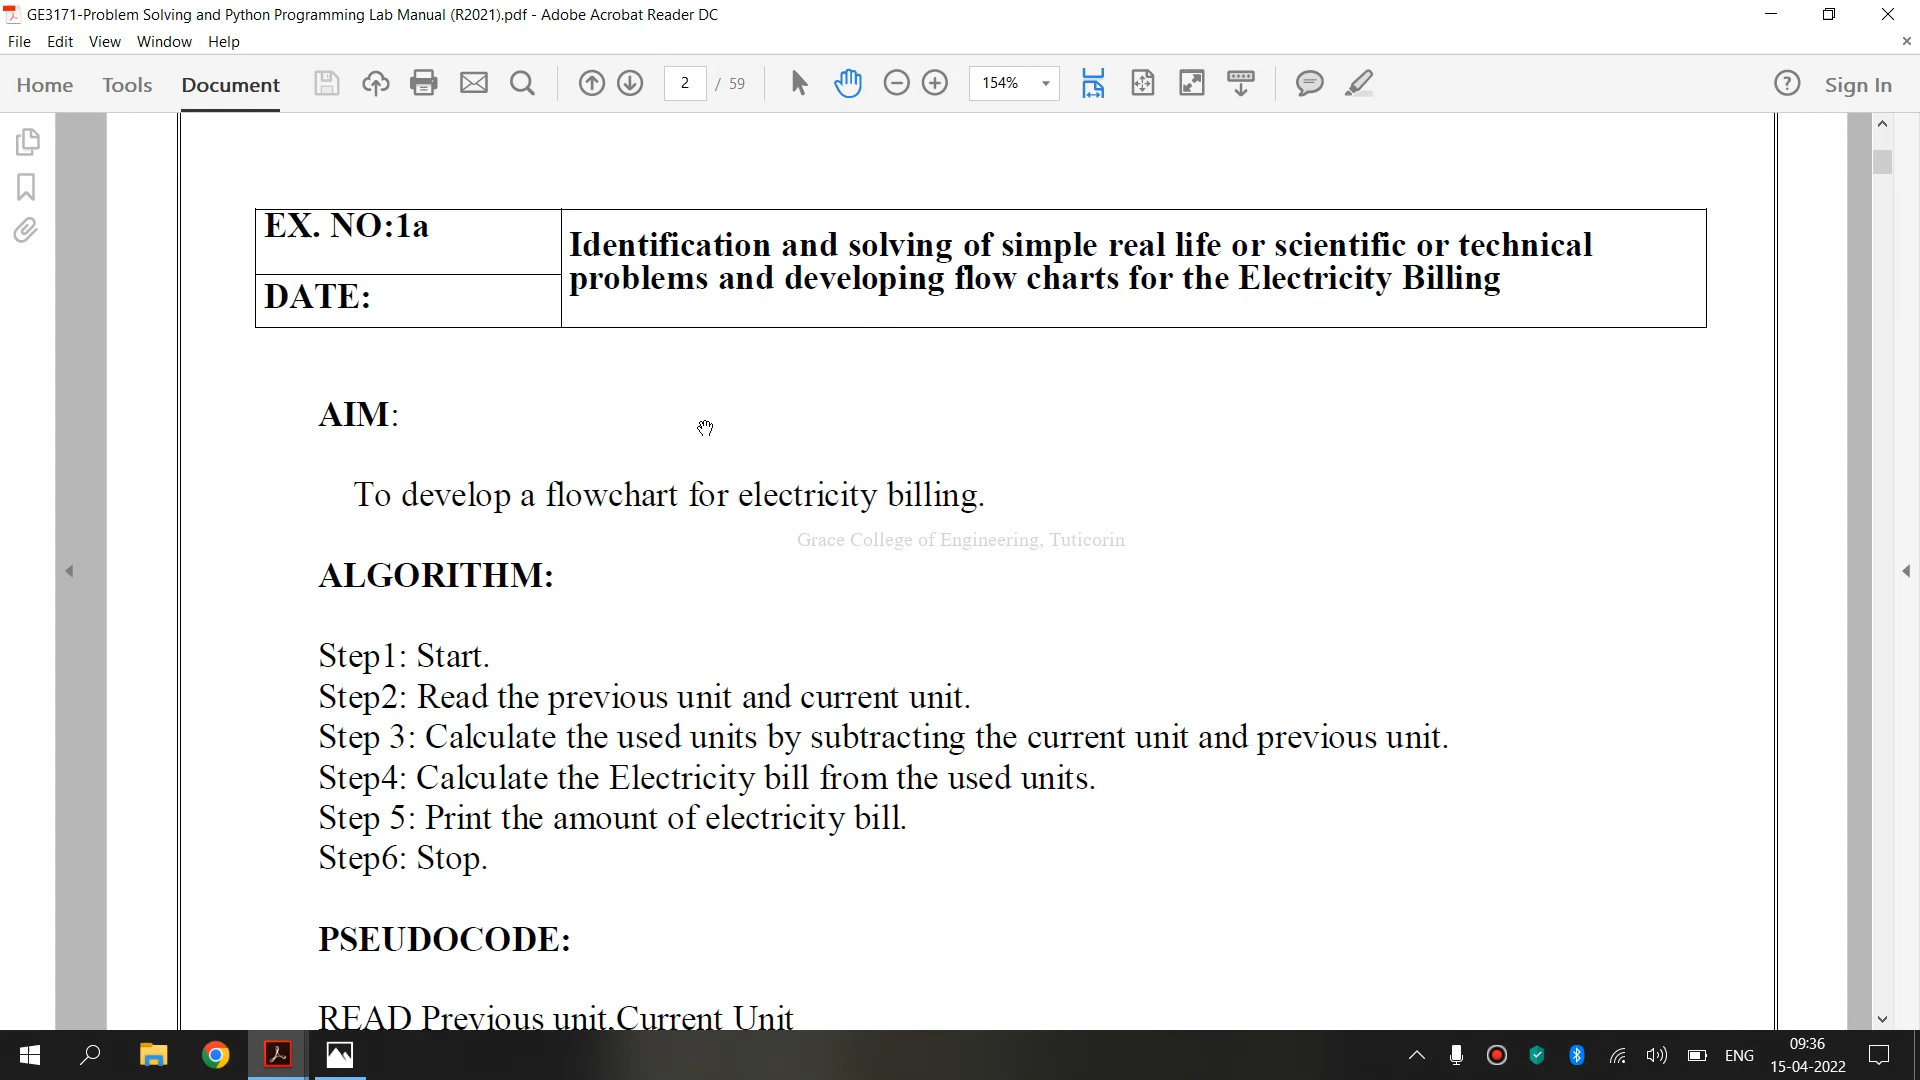 GE3171-Problem Solving and Python Programming Lab Manual (R2021).pdf - Adobe Acrobat Reader DC
File Edit View Window Help
Home Tools Document 2 / 59 154% Sign In
EX. NO:1a
DATE:
Identification and solving of simple real life or scientific or technical
problems and developing flow charts for the Electricity Billing
AIM:
To develop a flowchart for electricity billing.
Grace College of Engineering, Tuticorin
ALGORITHM:
Step1: Start.
Step2: Read the previous unit and current unit.
Step 3: Calculate the used units by subtracting the current unit and previous unit.
Step4: Calculate the Electricity bill from the used units.
Step 5: Print the amount of electricity bill.
Step6: Stop.
PSEUDOCODE:
READ Previous unit,Current Unit
ENG
09:36
15-04-2022